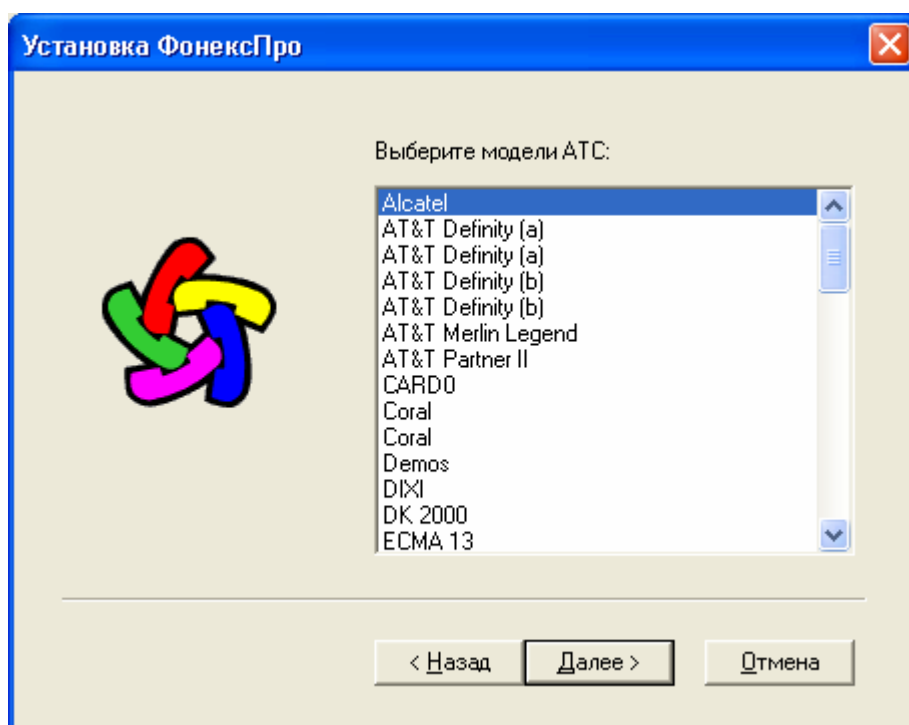 Установка ФонексПро
Выберите модели АТС:
Alcatel
AT&T Definity (a)
AT&T Definity (a)
AT&T Definity (b)
AT&T Definity (b)
AT&T Merlin Legend
AT&T Partner II
CARD0
Coral
Coral
Demos
DIXI
DK 2000
ECMA 13
< Назад
Далее >
Отмена